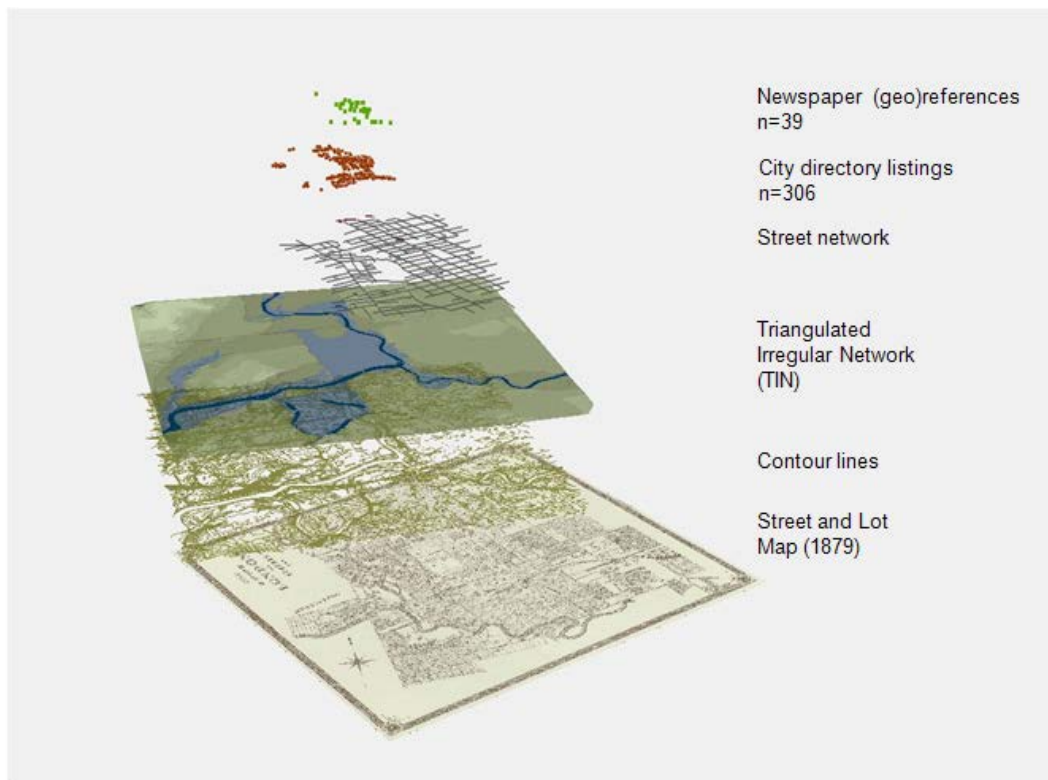 Newspaper (geo)references
n=39
City directory listings
n=306
Street network
Triangulated
Irregular Network
(TIN)
Contour lines
Street and Lot
Map (1879)